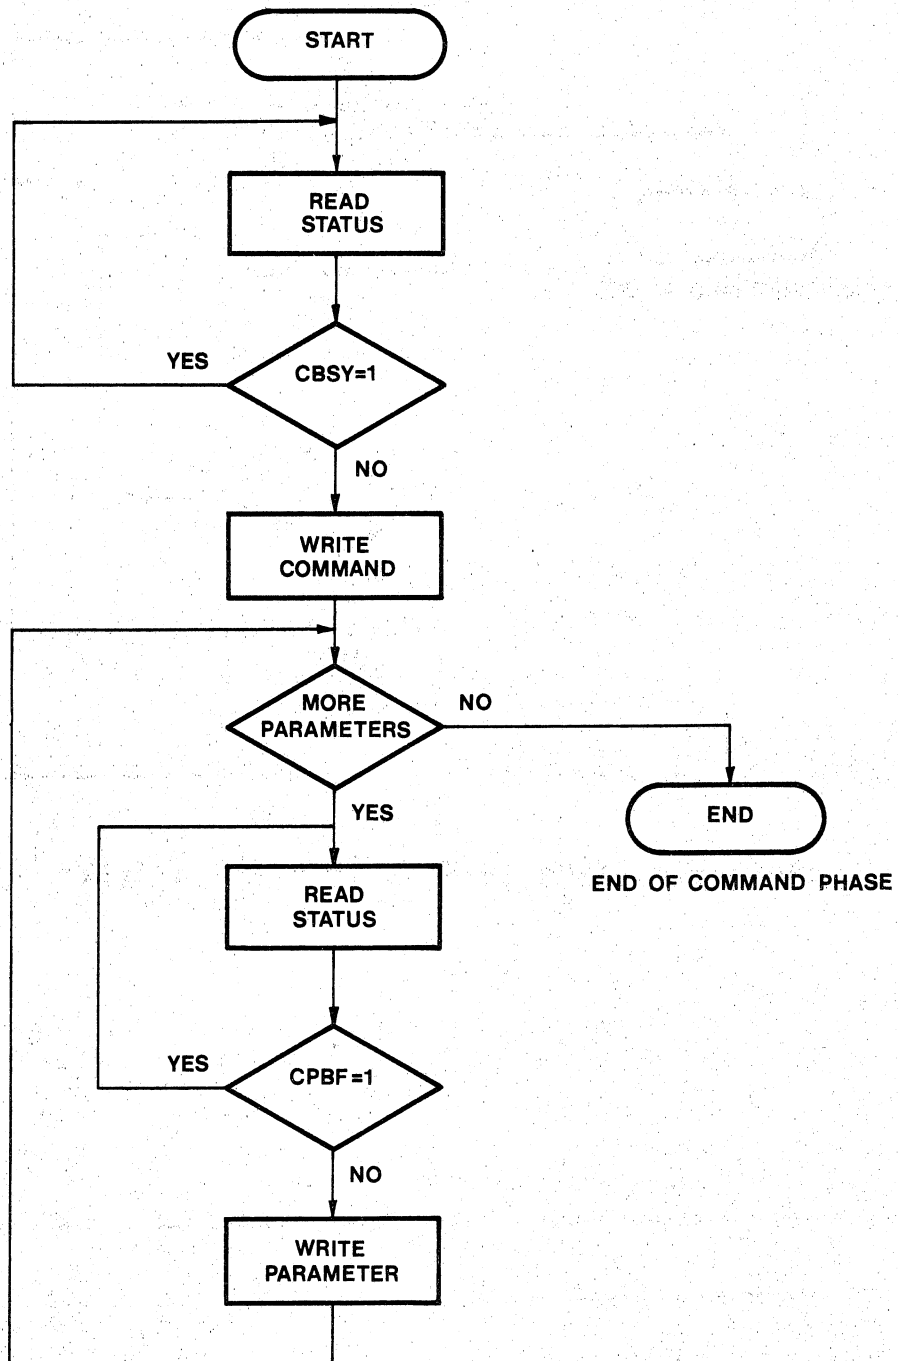 START
READ
STATUS
YES
CBSY=1
NO
WRITE
COMMAND
MORE
PARAMETERS
NO
YES
END
END OF COMMAND PHASE
READ
STATUS
YES
CPBF=1
NO
WRITE
PARAMETER